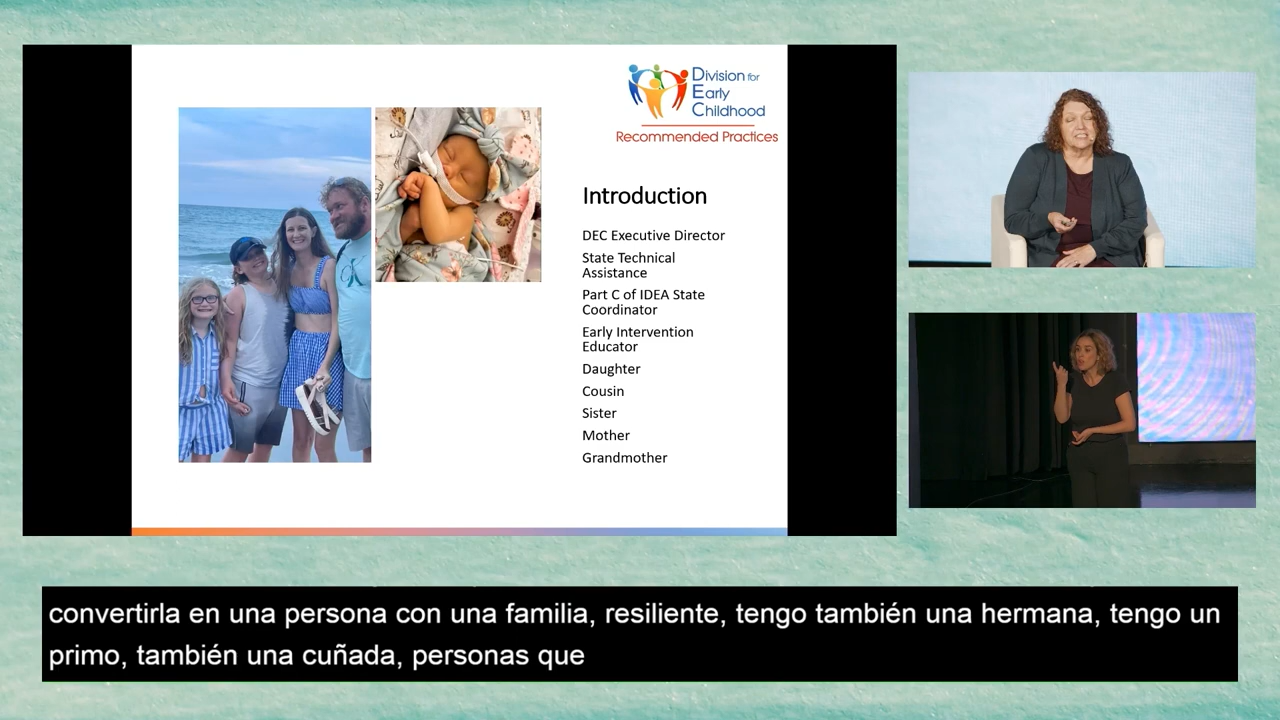 Division for
Early
Childhood
Recommended Practices
Introduction
DEC Executive Director
State Technical
Assistance
Part C of IDEA State
Coordinator
Early Intervention
Educator
Daughter
Cousin
Sister
Mother
Grandmother
convertirla en una persona con una familia, resiliente, tengo también una hermana, tengo un
primo, también una cuñada, personas que